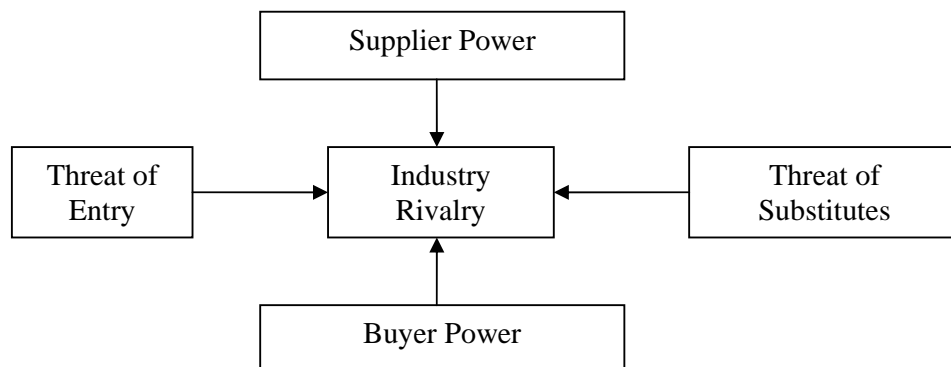 Supplier Power
Threat of
Entry
Industry
Rivalry
Threat of
Substitutes
Buyer Power